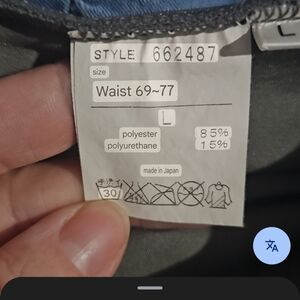 STYLE 662487
size
Waist 69~77
L
polyester 85%
polyurethane 15%
made in Japan
30
L